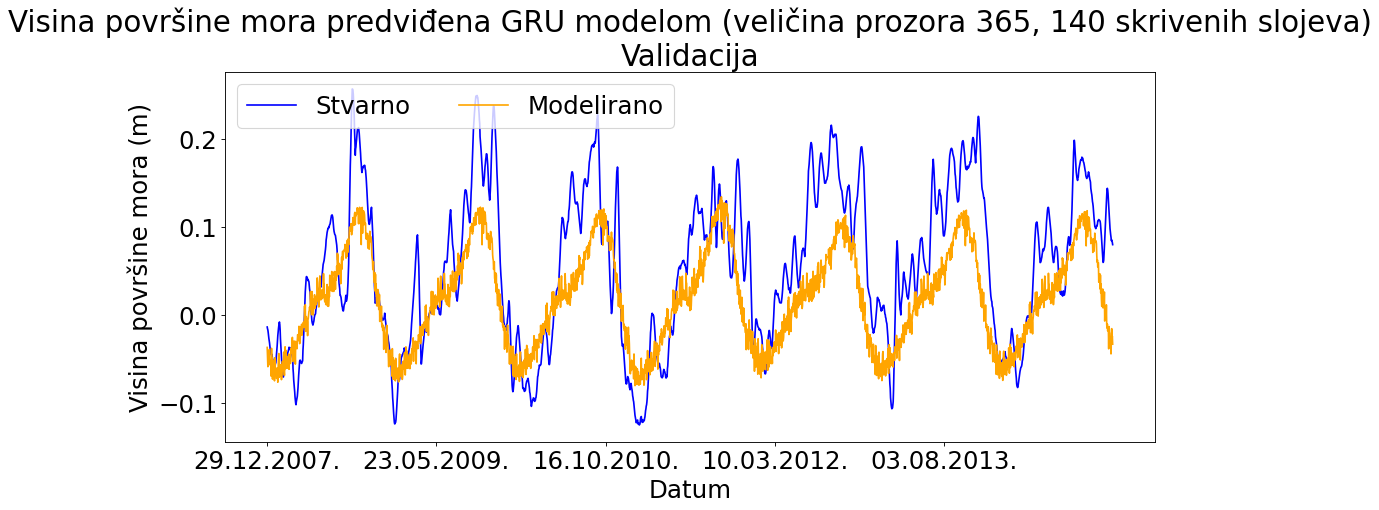 Visina površine mora predviđena GRU modelom (veličina prozora 365, 140 skrivenih slojeva)
Validacija
Stvarno
Modelirano
Visina površine mora (m)
0.2
0.1
0.0
−0.1
29.12.2007.
23.05.2009.
16.10.2010.
10.03.2012.
03.08.2013.
Datum